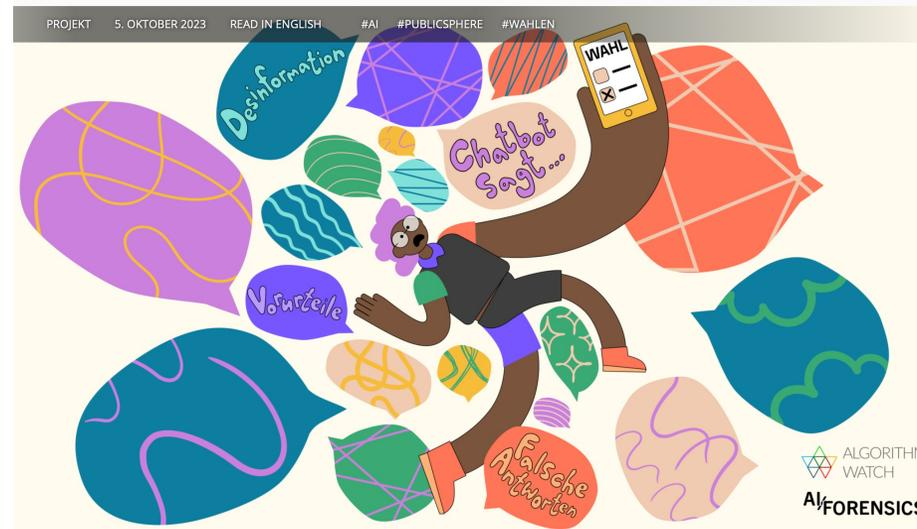 PROJEKT 5. OKTOBER 2023 READ IN ENGLISH #AI #PUBLICSPHERE #WAHLEN
WAHL
Desinformation
Chatbot
sagt...
Vorurteile
Falsche
Antworten
ALGORITHM
WATCH
AI/FORENSICS